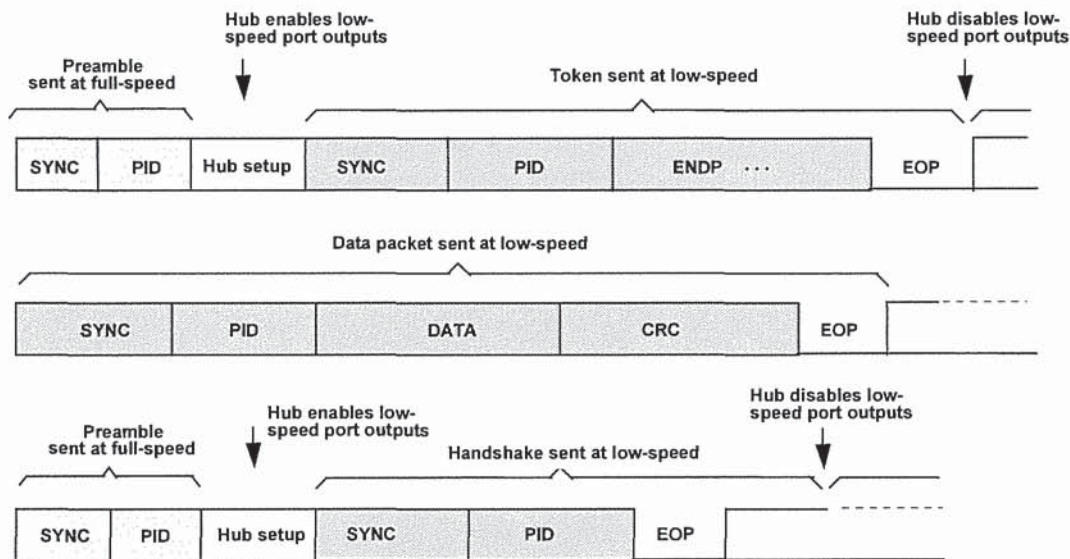 Hub enables low-
speed port outputs
Hub disables low-
speed port outputs
Preamble
sent at full-speed
Token sent at low-speed
SYNC PID Hub setup SYNC PID ENDP ··· EOP
Data packet sent at low-speed
SYNC PID DATA CRC EOP
Hub enables low-
speed port outputs
Hub disables low-
speed port outputs
Preamble
sent at full-speed
Handshake sent at low-speed
SYNC PID Hub setup SYNC PID EOP